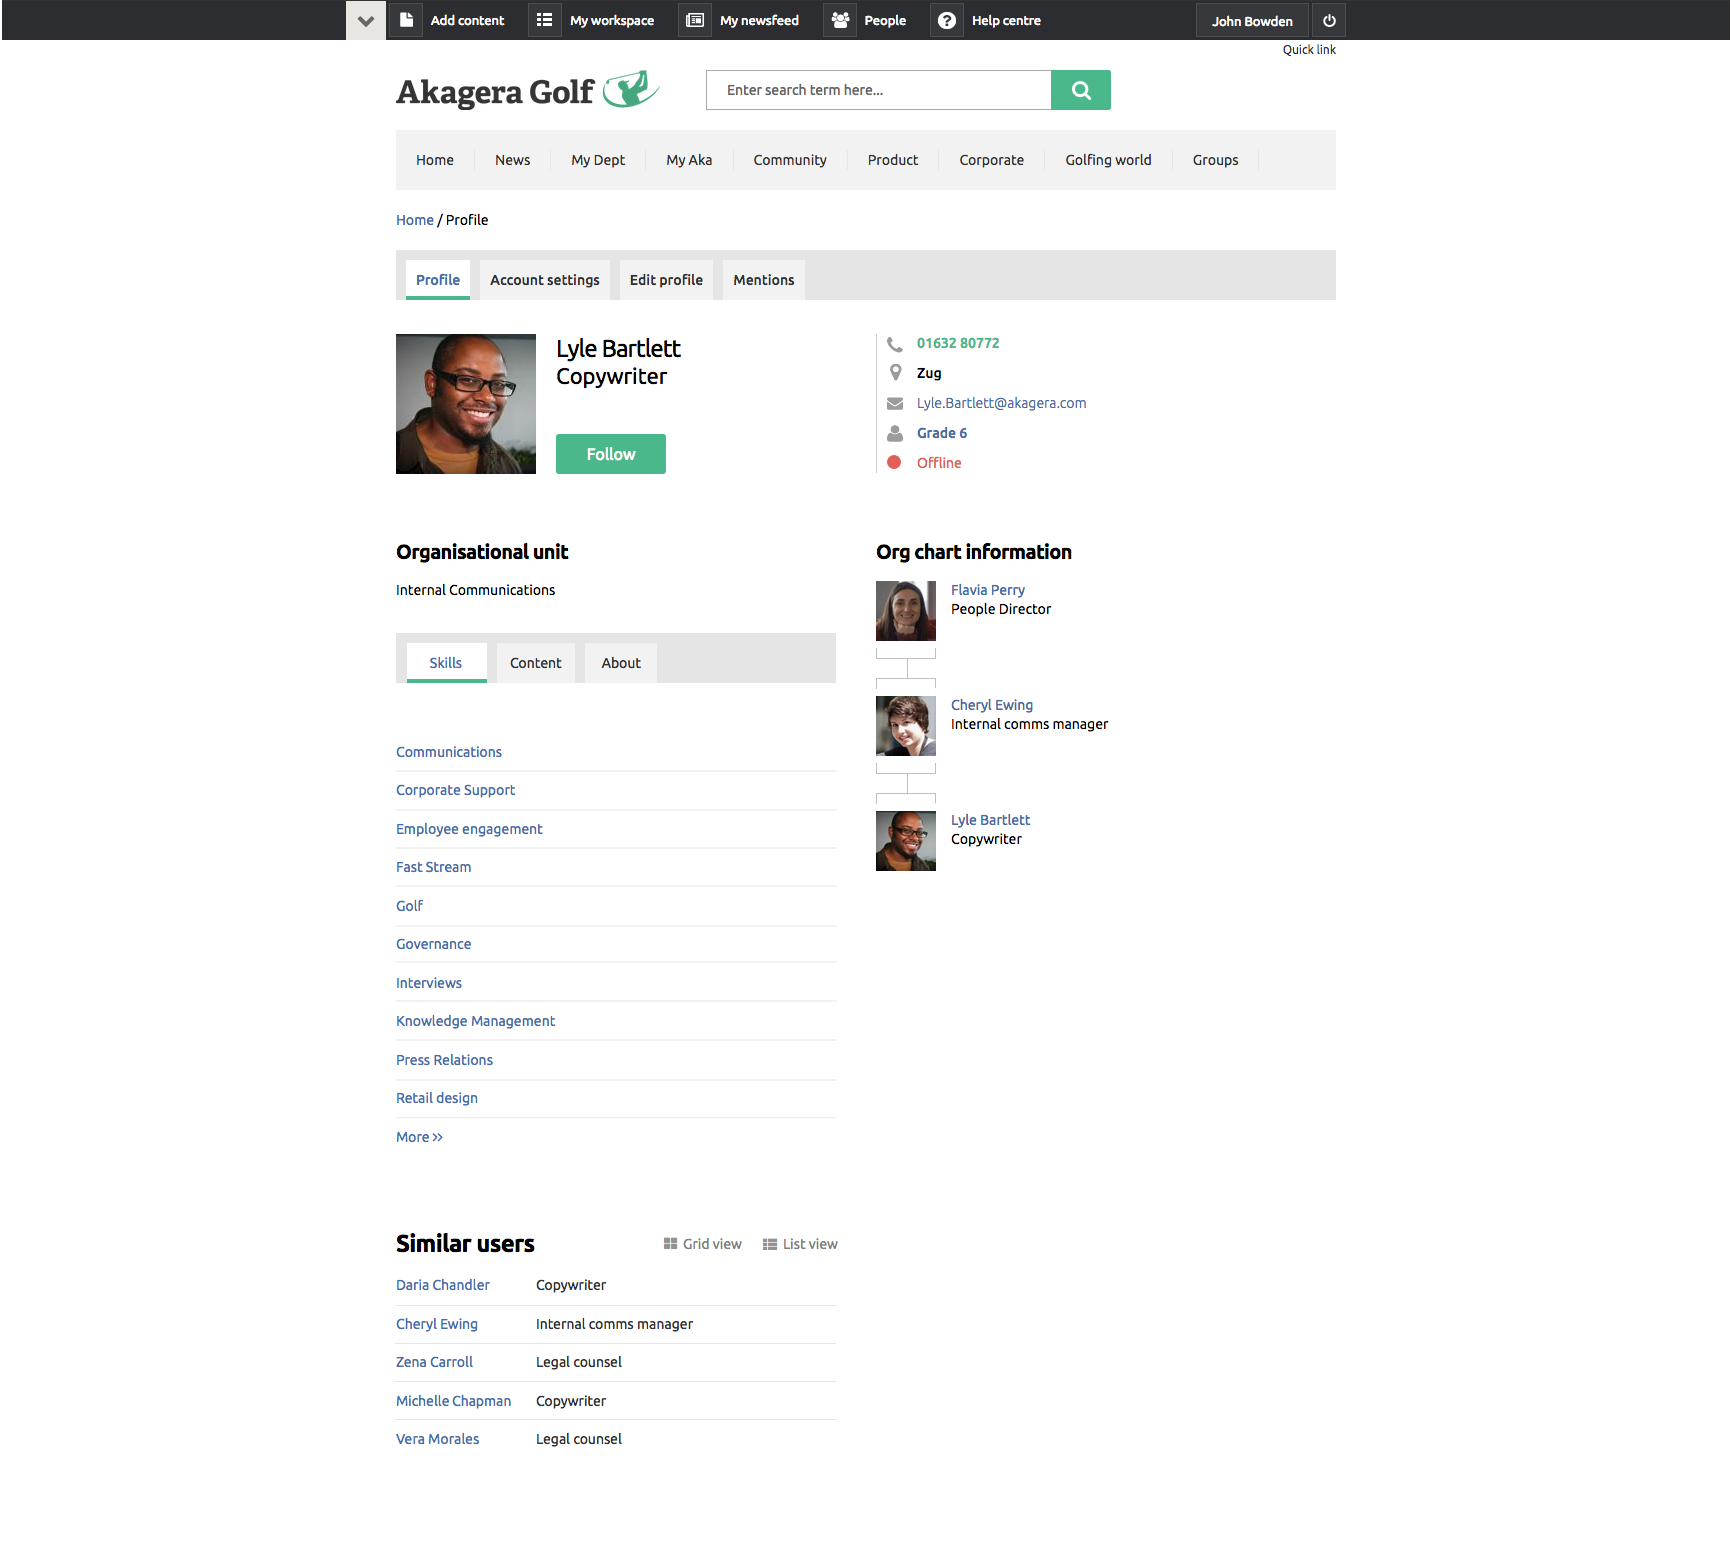 Add content
My workspace
My newsfeed
People
Help centre
John Bowden
Quick link
Akagera Golf
Enter search term here...
Home
News
My Dept
My Aka
Community
Product
Corporate
Golfing world
Groups
Home / Profile
Profile
Account settings
Edit profile
Mentions
Lyle Bartlett
Copywriter
Follow
01632 80772
Zug
Lyle.Bartlett@akagera.com
Grade 6
Offline
Organisational unit
Internal Communications
Skills
Content
About
Communications
Corporate Support
Employee engagement
Fast Stream
Golf
Governance
Interviews
Knowledge Management
Press Relations
Retail design
More »
Org chart information
Flavia Perry
People Director
Cheryl Ewing
Internal comms manager
Lyle Bartlett
Copywriter
Similar users
Grid view
List view
Daria Chandler Copywriter
Cheryl Ewing Internal comms manager
Zena Carroll Legal counsel
Michelle Chapman Copywriter
Vera Morales Legal counsel